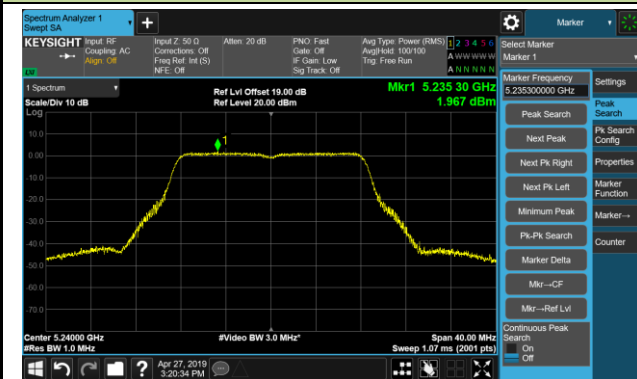 Spectrum Analyzer 1
Swept SA
+
Marker
KEYSIGHT
Input: RF
Coupling: AC
Align: Off
Input Z: 50 Ω
Corrections: Off
Freq Ref: Int (S)
NFE: Off
Atten: 20 dB
PNO: Fast
Gate: Off
IF Gain: Low
Sig Track: Off
Avg Type: Power (RMS)
Avg|Hold: 100/100
Trig: Free Run
1 2 3 4 5 6
A W W W W W
A N N N N N
Select Marker
Marker 1
1 Spectrum
Scale/Div 10 dB
Log
Ref Lvl Offset 19.00 dB
Ref Level 20.00 dBm
Mkr1 5.235 30 GHz
1.967 dBm
10.0
0.00
-10.0
-20.0
-30.0
-40.0
-50.0
-60.0
-70.0
1
Center 5.24000 GHz
#Res BW 1.0 MHz
#Video BW 3.0 MHz*
Span 40.00 MHz
Sweep 1.07 ms (2001 pts)
Marker Frequency
5.235300000 GHz
Peak Search
Next Peak
Next Pk Right
Next Pk Left
Minimum Peak
Pk-Pk Search
Marker Delta
Mkr→CF
Mkr→Ref Lvl
Continuous Peak
Search
On
Off
Settings
Peak
Search
Pk Search
Config
Properties
Marker
Function
Marker→
Counter
?
Apr 27, 2019
3:20:34 PM